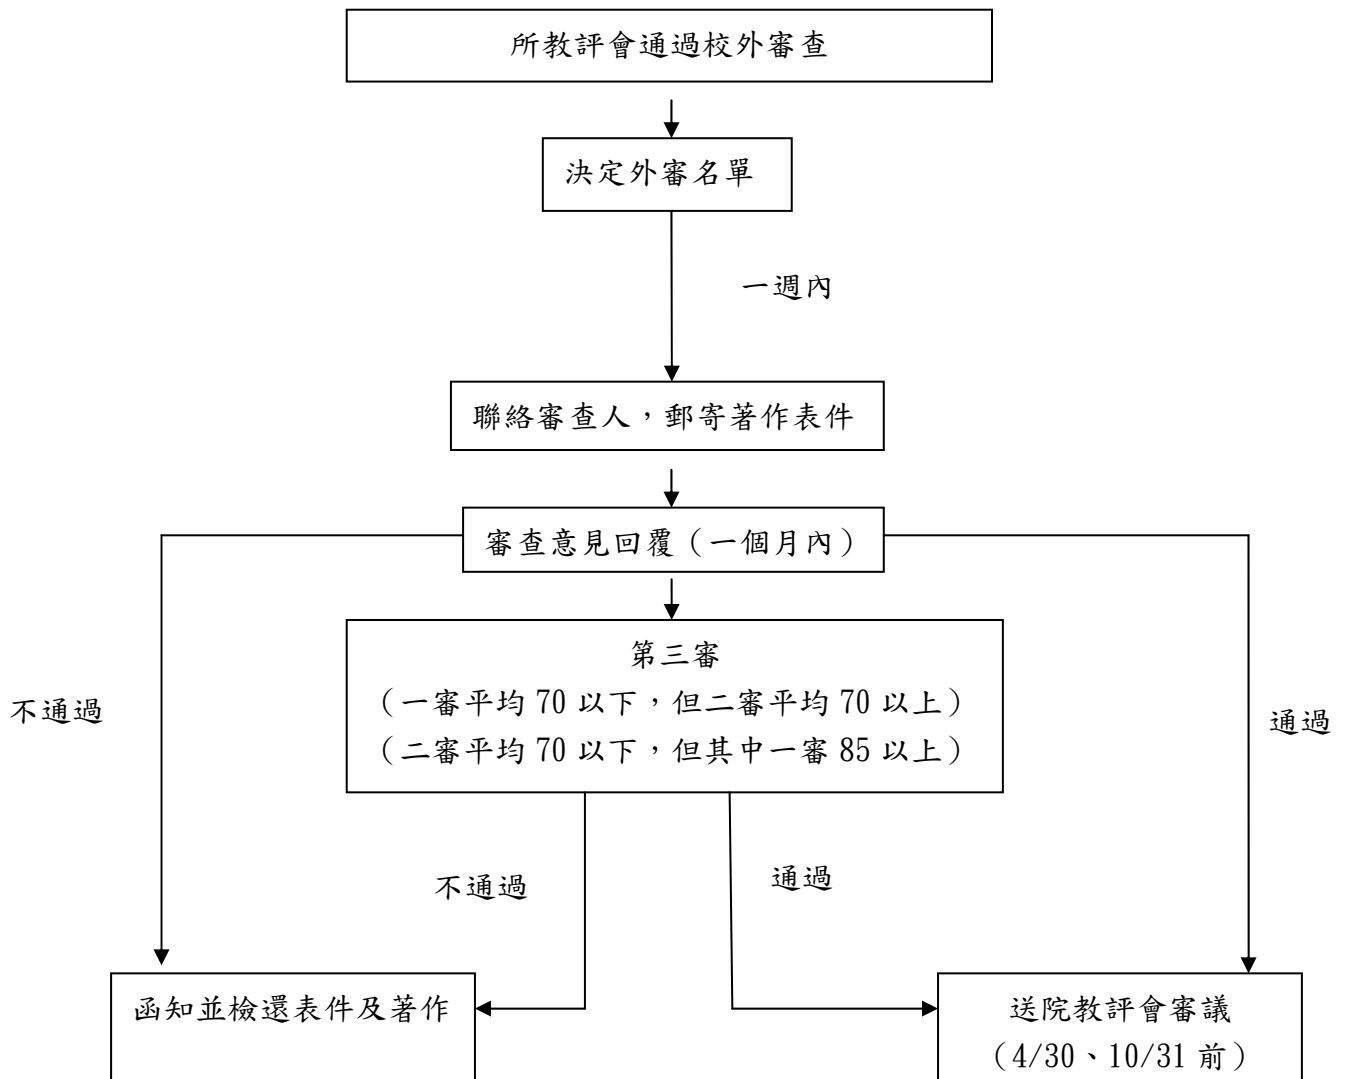 所教評會通過校外審查
決定外審名單
一週內
聯絡審查人，郵寄著作表件
審查意見回覆（一個月內）
第三審
（一審平均 70 以下，但二審平均 70 以上）
（二審平均 70 以下，但其中一審 85 以上）
不通過
通過
不通過
通過
函知並檢還表件及著作
送院教評會審議
（4/30、10/31 前）